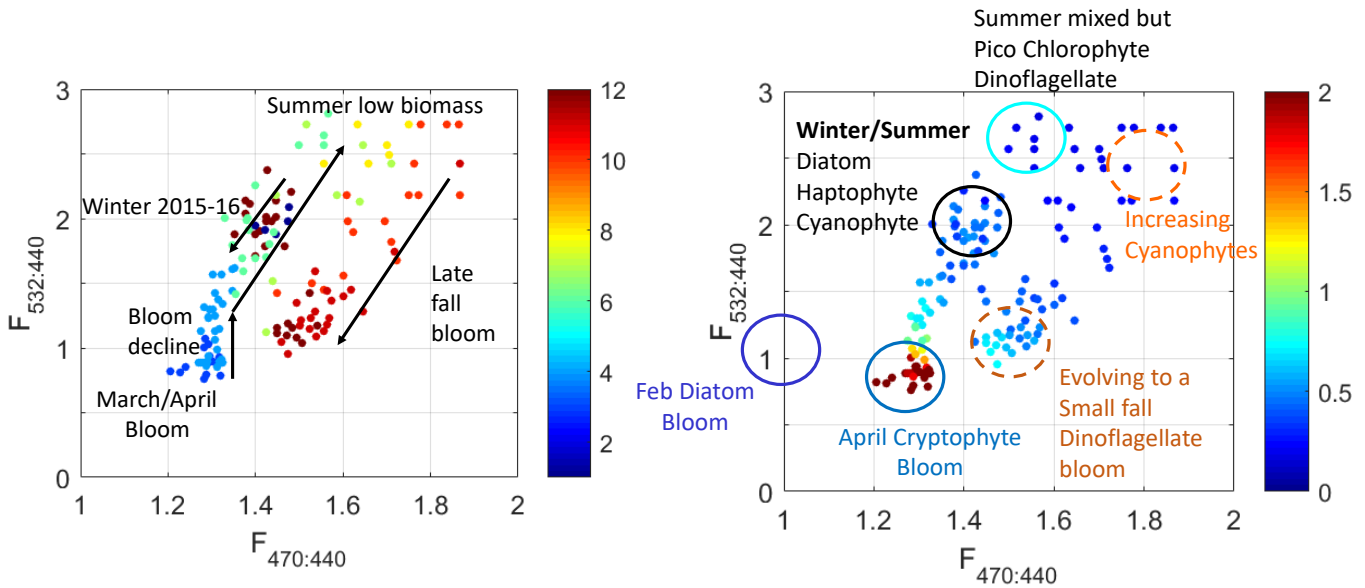 3
2
1
0
F532:440
1
1.2
1.4
1.6
1.8
2
F470:440
12
10
8
6
4
2
Summer low biomass
Winter 2015-16
Bloom
decline
March/April
Bloom
Late
fall
bloom
Summer mixed but
Pico Chlorophyte
Dinoflagellate
3
2
1
0
F532:440
1
1.2
1.4
1.6
1.8
2
F470:440
2
1.5
1
0.5
0
Winter/Summer
Diatom
Haptophyte
Cyanophyte
Increasing
Cyanophytes
Feb Diatom
Bloom
April Cryptophyte
Bloom
Evolving to a
Small fall
Dinoflagellate
bloom